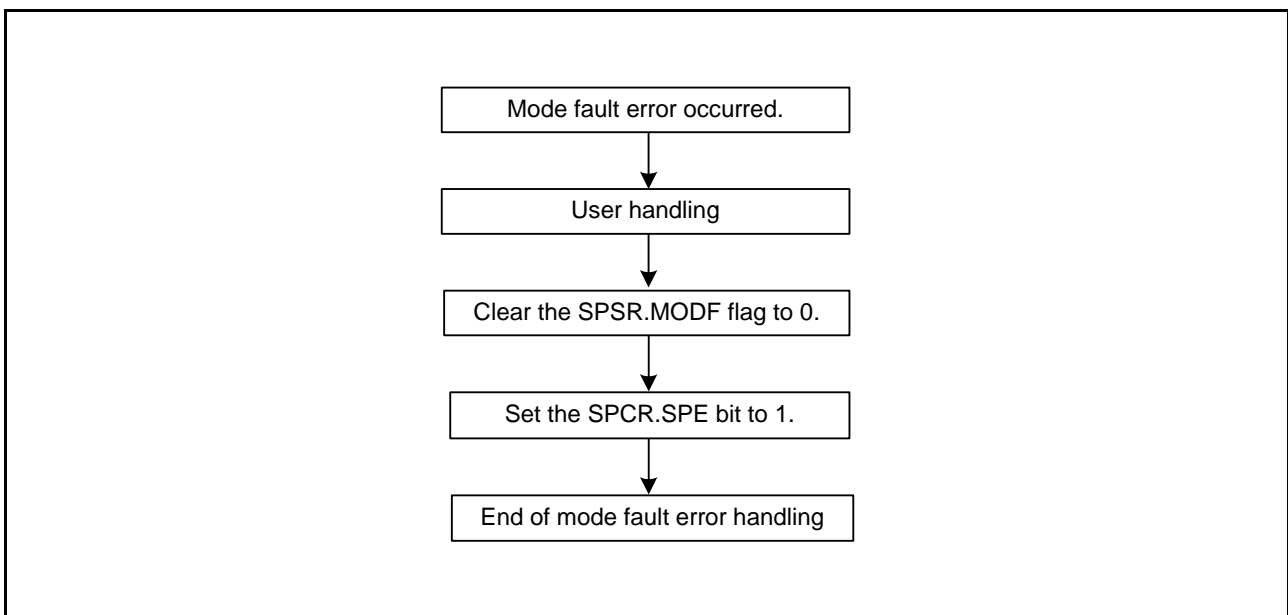 Mode fault error occurred.
User handling
Clear the SPSR.MODF flag to 0.
Set the SPCR.SPE bit to 1.
End of mode fault error handling